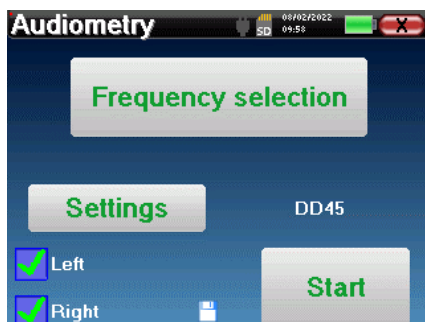 Audiometry
SD
08/02/2022
09:58
X
Frequency selection
Settings
DD45
Left
Start
Right